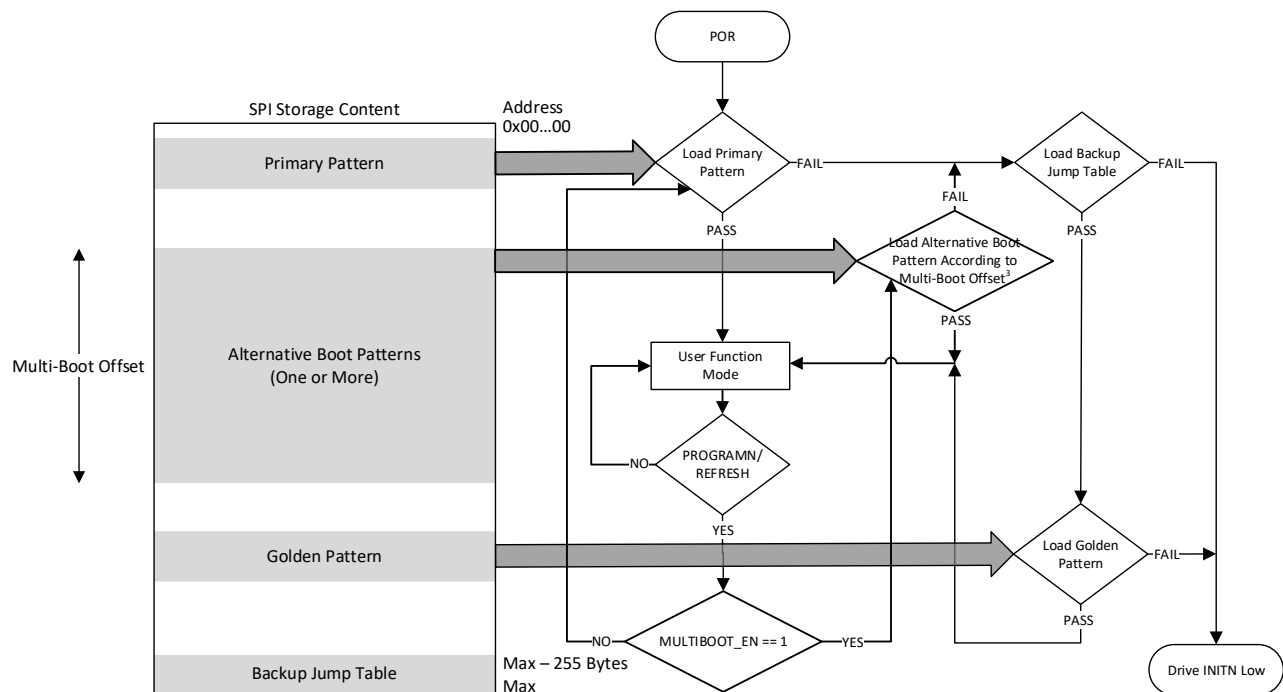 POR
SPI Storage Content
Address
0x00...00
Primary Pattern
Load Primary
Pattern
FAIL
Load Backup
Jump Table
FAIL
FAIL
PASS
PASS
Load Alternative Boot
Pattern According to
Multi-Boot Offset³
PASS
Multi-Boot Offset
Alternative Boot Patterns
(One or More)
User Function
Mode
NO
PROGRAMN/
REFRESH
YES
Golden Pattern
Load Golden
Pattern
FAIL
PASS
NO
MULTIBOOT_EN == 1
YES
Backup Jump Table
Max – 255 Bytes
Max
Drive INITN Low